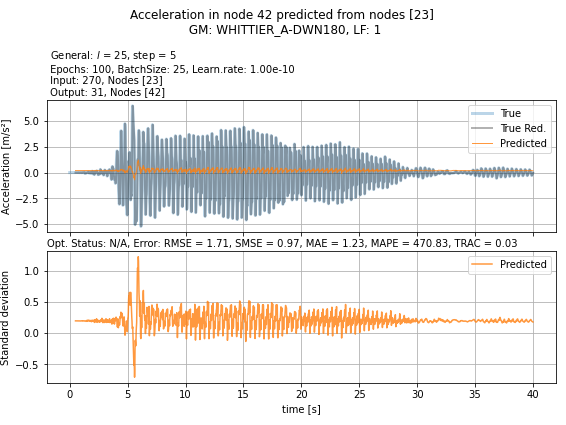 Acceleration in node 42 predicted from nodes [23]
GM: WHITTIER_A-DWN180, LF: 1
General: l = 25, step = 5
Epochs: 100, BatchSize: 25, Learn.rate: 1.00e-10
Input: 270, Nodes [23]
Output: 31, Nodes [42]
Acceleration [m/s²]
5.0
2.5
0.0
−2.5
−5.0
True
True Red.
Predicted
Opt. Status: N/A, Error: RMSE = 1.71, SMSE = 0.97, MAE = 1.23, MAPE = 470.83, TRAC = 0.03
Standard deviation
1.0
0.5
0.0
−0.5
Predicted
0 5 10 15 20 25 30 35 40
time [s]